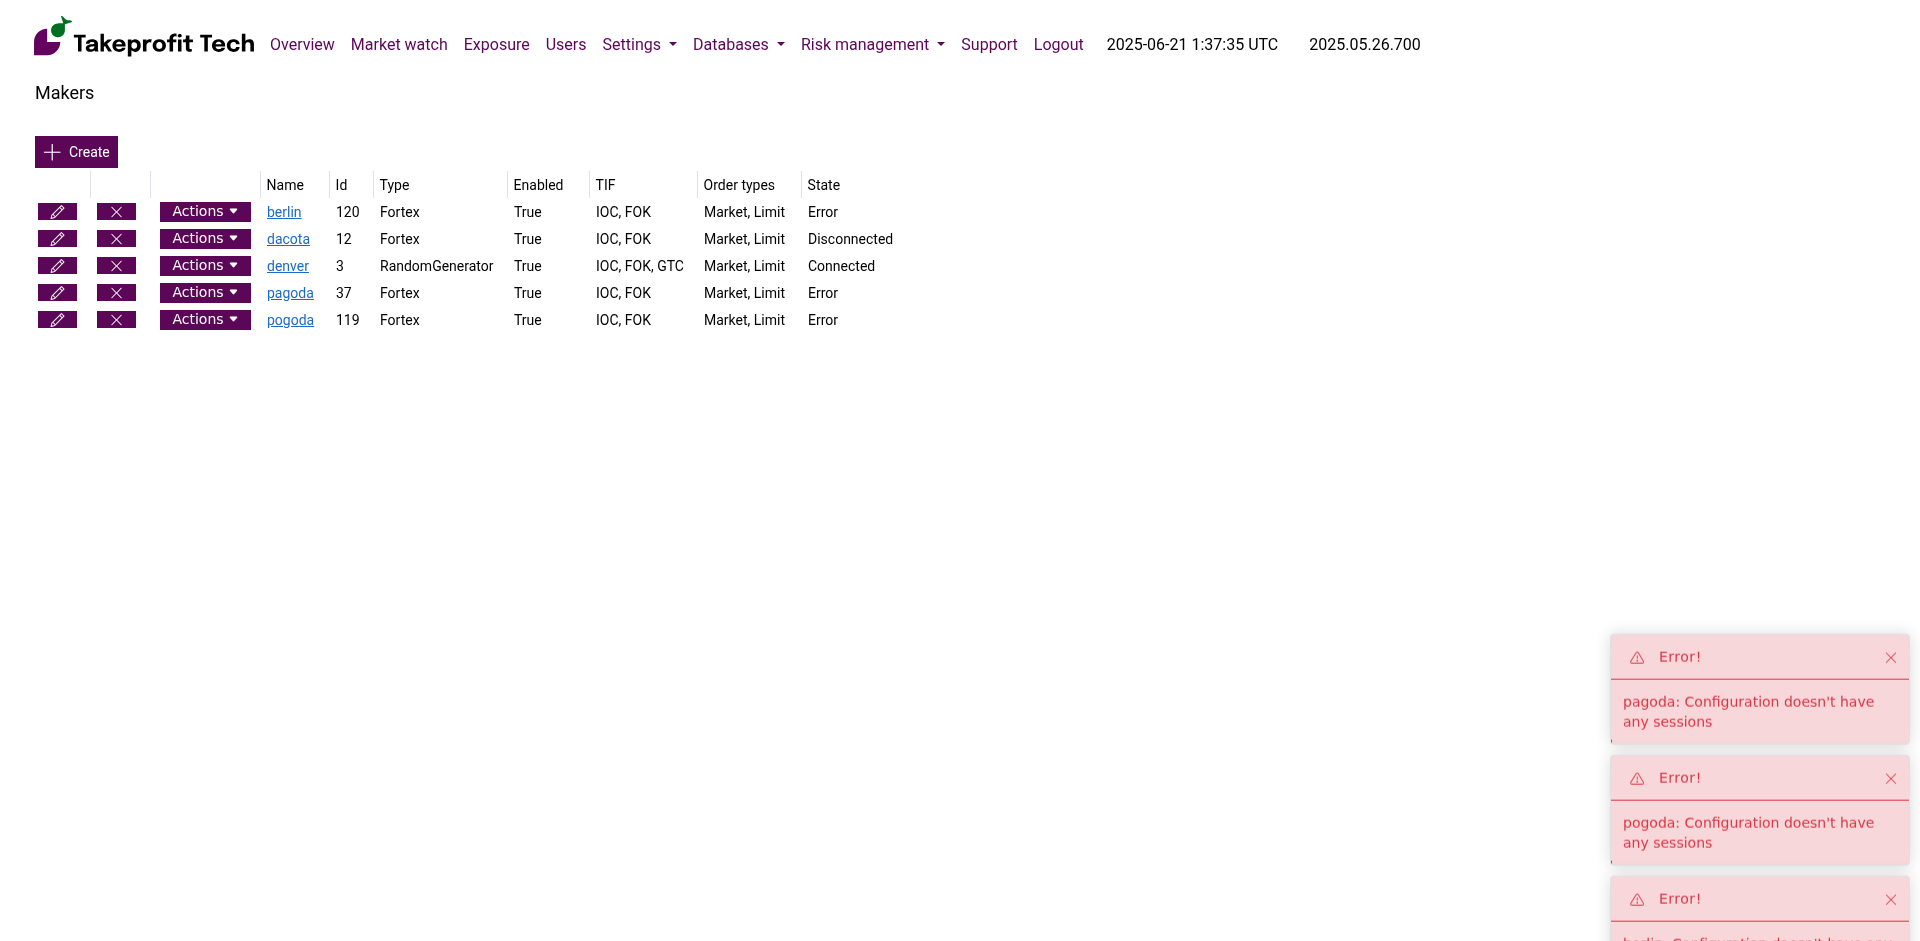 Takeprofit Tech Overview Market watch Exposure Users Settings Databases Risk management Support Logout 2025-06-21 1:37:35 UTC 2025.05.26.700
Makers
Create
Name Id Type Enabled TIF Order types State
Actions berlin 120 Fortex True IOC, FOK Market, Limit Error
Actions dacota 12 Fortex True IOC, FOK Market, Limit Disconnected
Actions denver 3 RandomGenerator True IOC, FOK, GTC Market, Limit Connected
Actions pagoda 37 Fortex True IOC, FOK Market, Limit Error
Actions pogoda 119 Fortex True IOC, FOK Market, Limit Error
Error!
pagoda: Configuration doesn't have
any sessions
Error!
pogoda: Configuration doesn't have
any sessions
Error!
berlin: Configuration doesn't have any